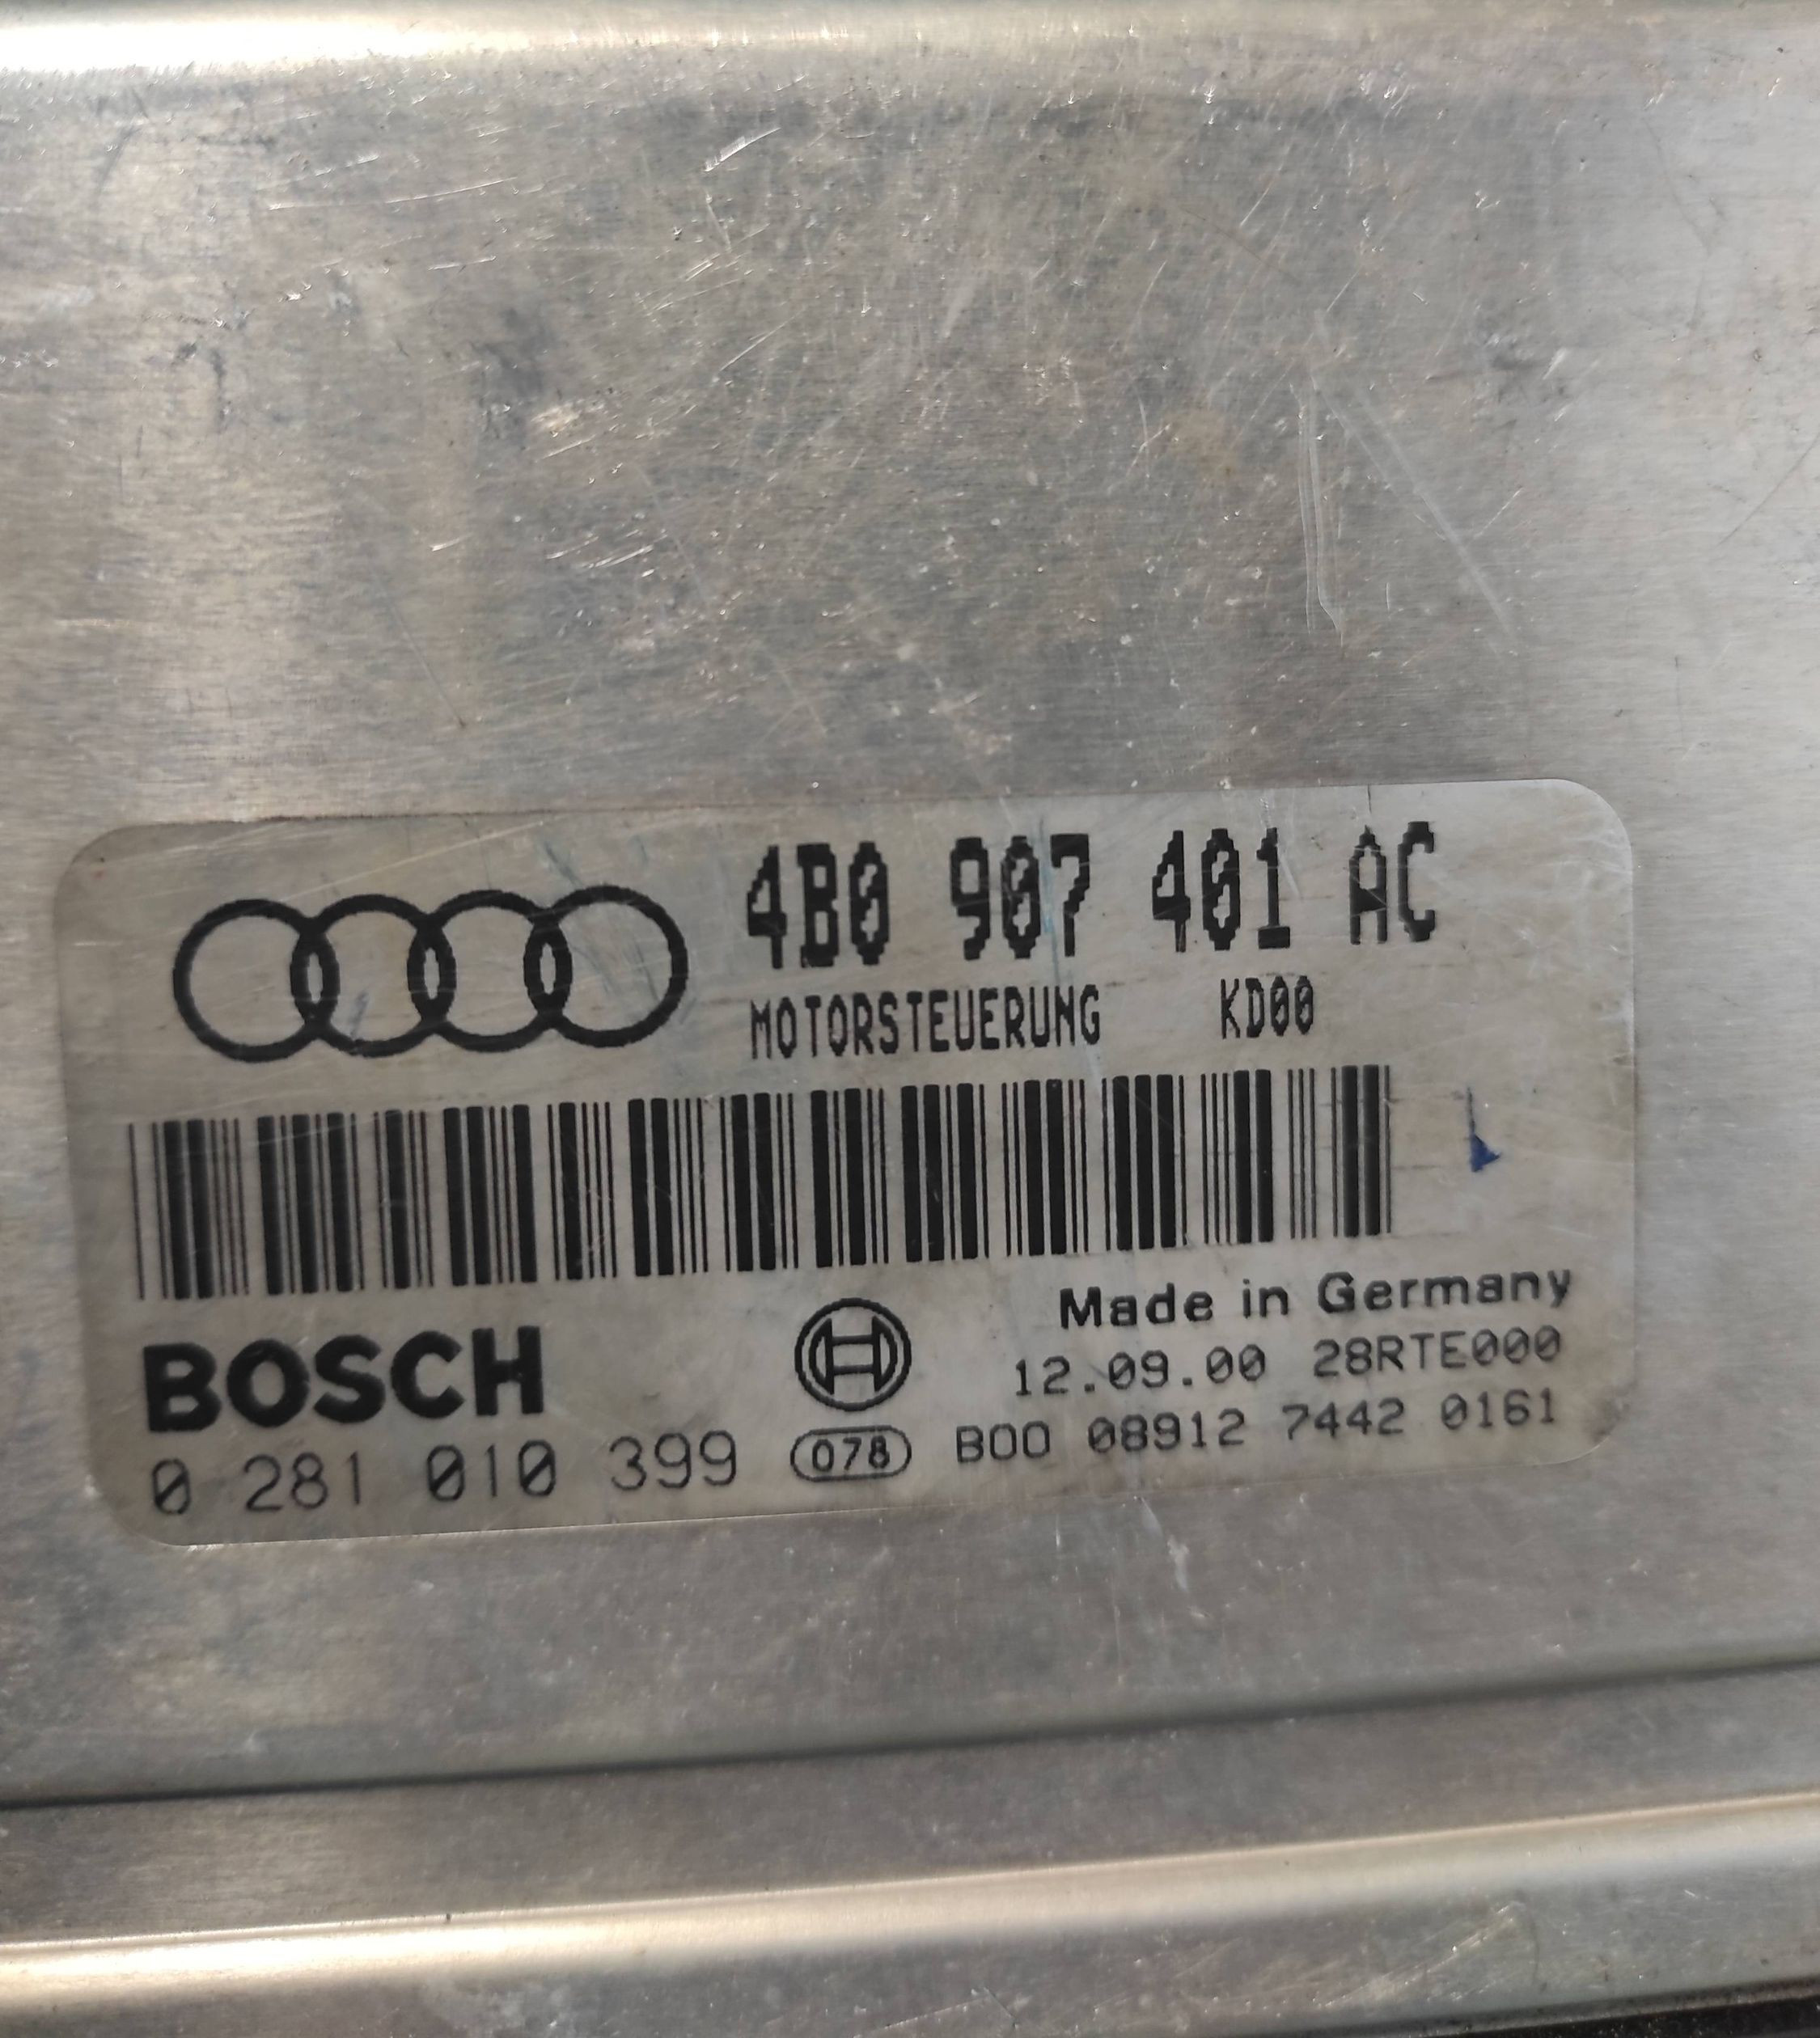 4B0 907 401 AC
MOTORSTEUERUNG KD00
Made in Germany
BOSCH 12.09.00 28RTE000
0 281 010 399 078 B00 08912 7442 0161